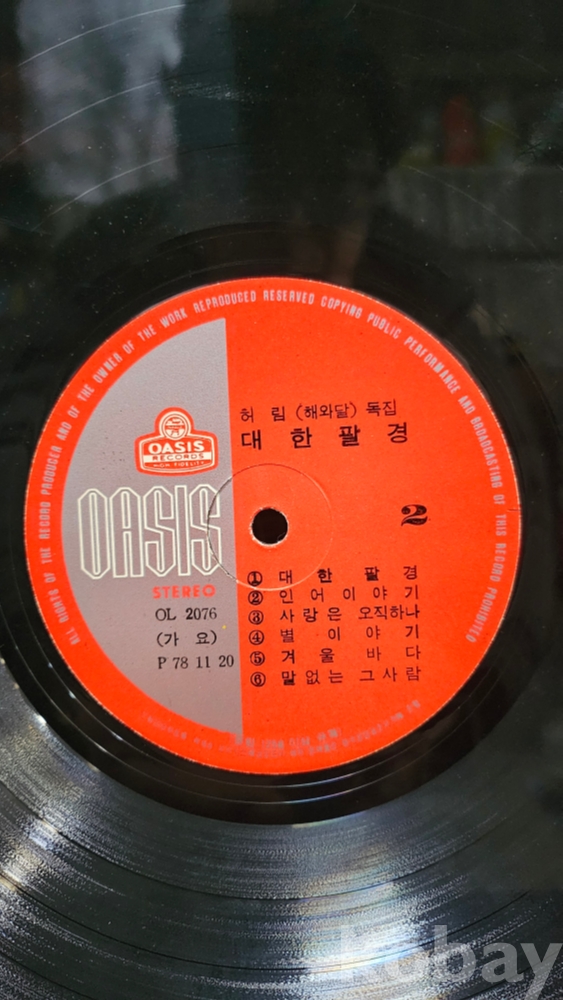 ALL RIGHTS OF THE RECORD PRODUCER AND OF THE OWNER OF THE WORK REPRODUCED RESERVED COPYING PUBLIC PERFORMANCE AND BROADCASTING OF THIS RECORD PROHIBITED
허 림 (해와달) 독집
대 한 팔 경
OASIS
RECORDS
HIGH FIDELITY
OASIS
2
STEREO
OL 2076
(가 요)
P 78 11 20
① 대 한 팔 경
② 인 어 이 야 기
③ 사 랑 은 오직하나
④ 별 이 야 기
⑤ 겨 울 바 다
⑥ 말 없 는 그 사 람
kobay